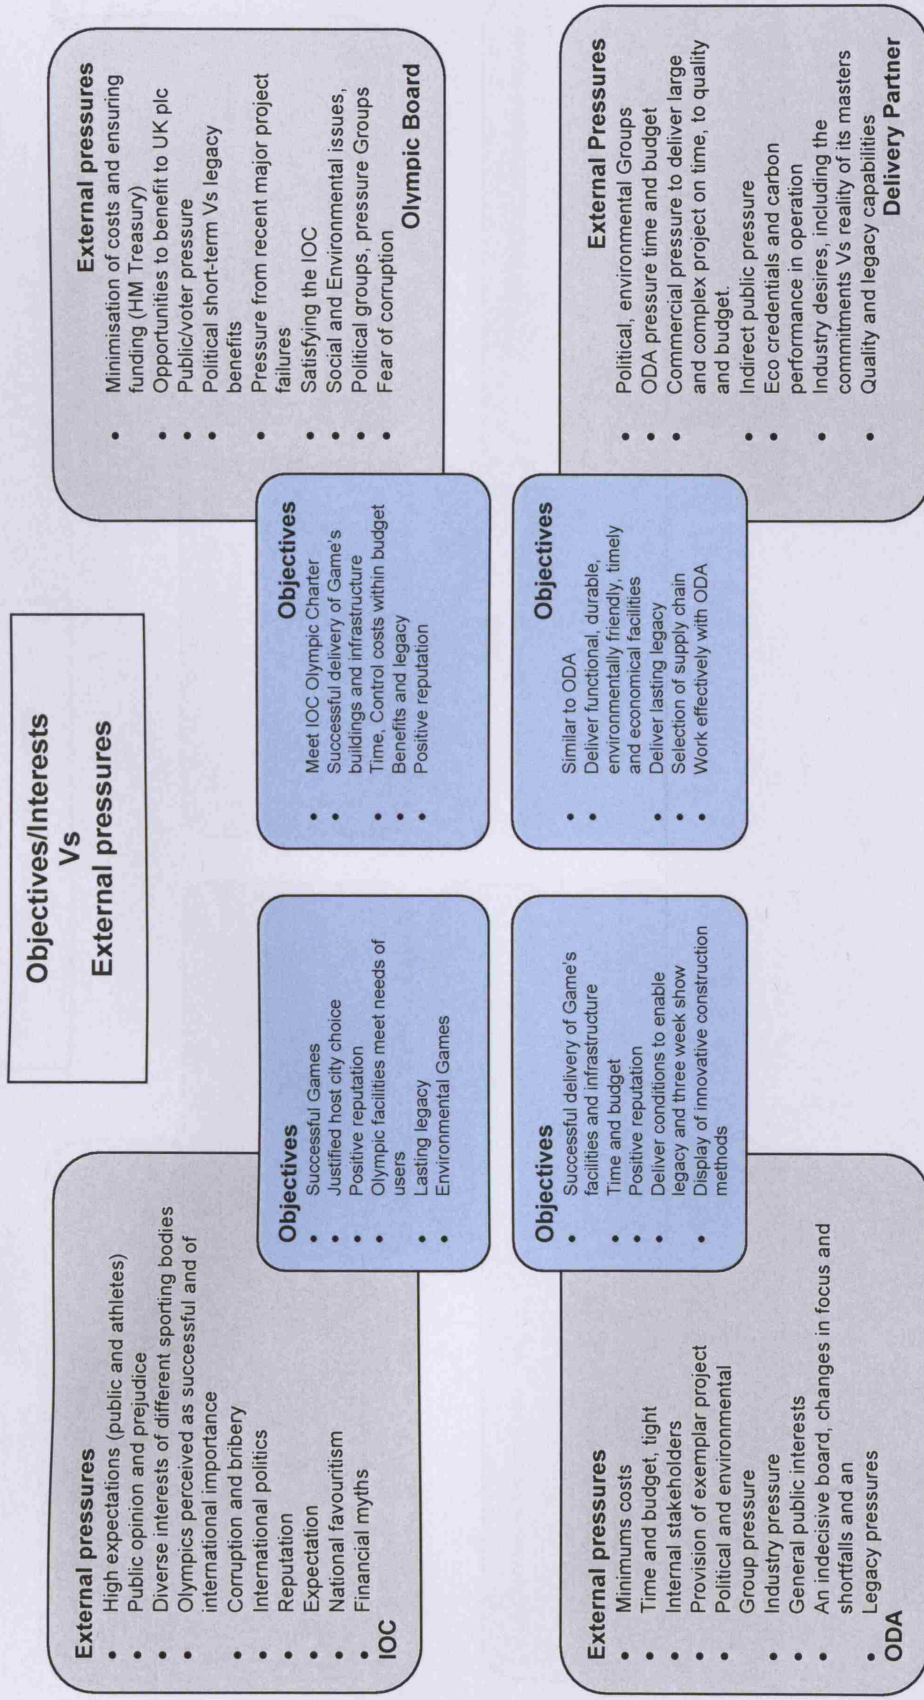 Objectives/Interests
Vs
External pressures
External pressures
• High expectations (public and athletes)
• Public opinion and prejudice
• Diverse interests of different sporting bodies
• Olympics perceived as successful and of
international importance
• Corruption and bribery
• International politics
• Reputation
• Expectation
• National favouritism
• Financial myths
IOC
Objectives
• Successful Games
• Justified host city choice
• Positive reputation
• Olympic facilities meet needs of
users
• Lasting legacy
• Environmental Games
Objectives
• Meet IOC Olympic Charter
• Successful delivery of Game's
buildings and infrastructure
• Time, Control costs within budget
• Benefits and legacy
• Positive reputation
External pressures
• Minimisation of costs and ensuring
funding (HM Treasury)
• Opportunities to benefit to UK plc
• Public/voter pressure
• Political short-term Vs legacy
benefits
• Pressure from recent major project
failures
• Satisfying the IOC
• Social and Environmental issues,
• Political groups, pressure Groups
• Fear of corruption
Olympic Board
External pressures
• Minimums costs
• Time and budget, tight
• Internal stakeholders
• Provision of exemplar project
• Political and environmental
Group pressure
• Industry pressure
• General public interests
• An indecisive board, changes in focus and
shortfalls and an
• Legacy pressures
ODA
Objectives
• Successful delivery of Game's
facilities and infrastructure
• Time and budget
• Positive reputation
• Deliver conditions to enable
legacy and three week show
• Display of innovative construction
methods
Objectives
• Similar to ODA
• Deliver functional, durable,
environmentally friendly, timely
and economical facilities
• Deliver lasting legacy
• Selection of supply chain
• Work effectively with ODA
External Pressures
• Political, environmental Groups
• ODA pressure time and budget
• Commercial pressure to deliver large
and complex project on time, to quality
and budget.
• Indirect public pressure
• Eco credentials and carbon
performance in operation
• Industry desires, including the
commitments Vs reality of its masters
• Quality and legacy capabilities
Delivery Partner